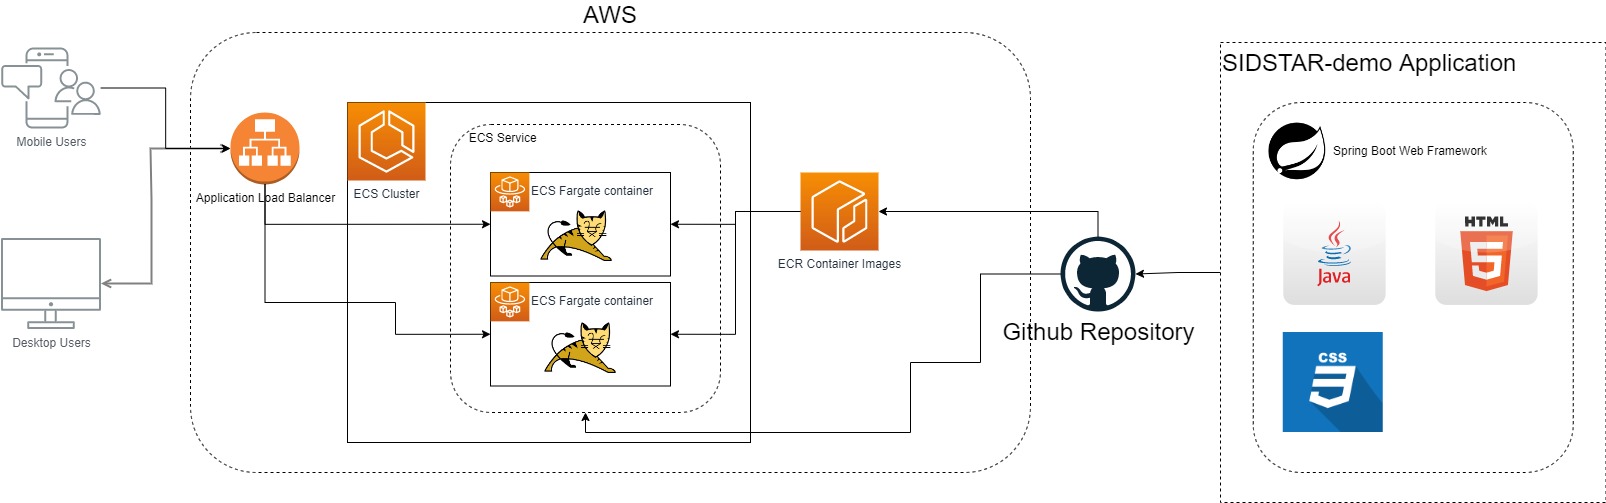 AWS
SIDSTAR-demo Application
Mobile Users
Desktop Users
Application Load Balancer
ECS Cluster
ECS Service
ECS Fargate container
ECS Fargate container
ECR Container Images
Github Repository
Spring Boot Web Framework
Java
HTML
5
CSS
3